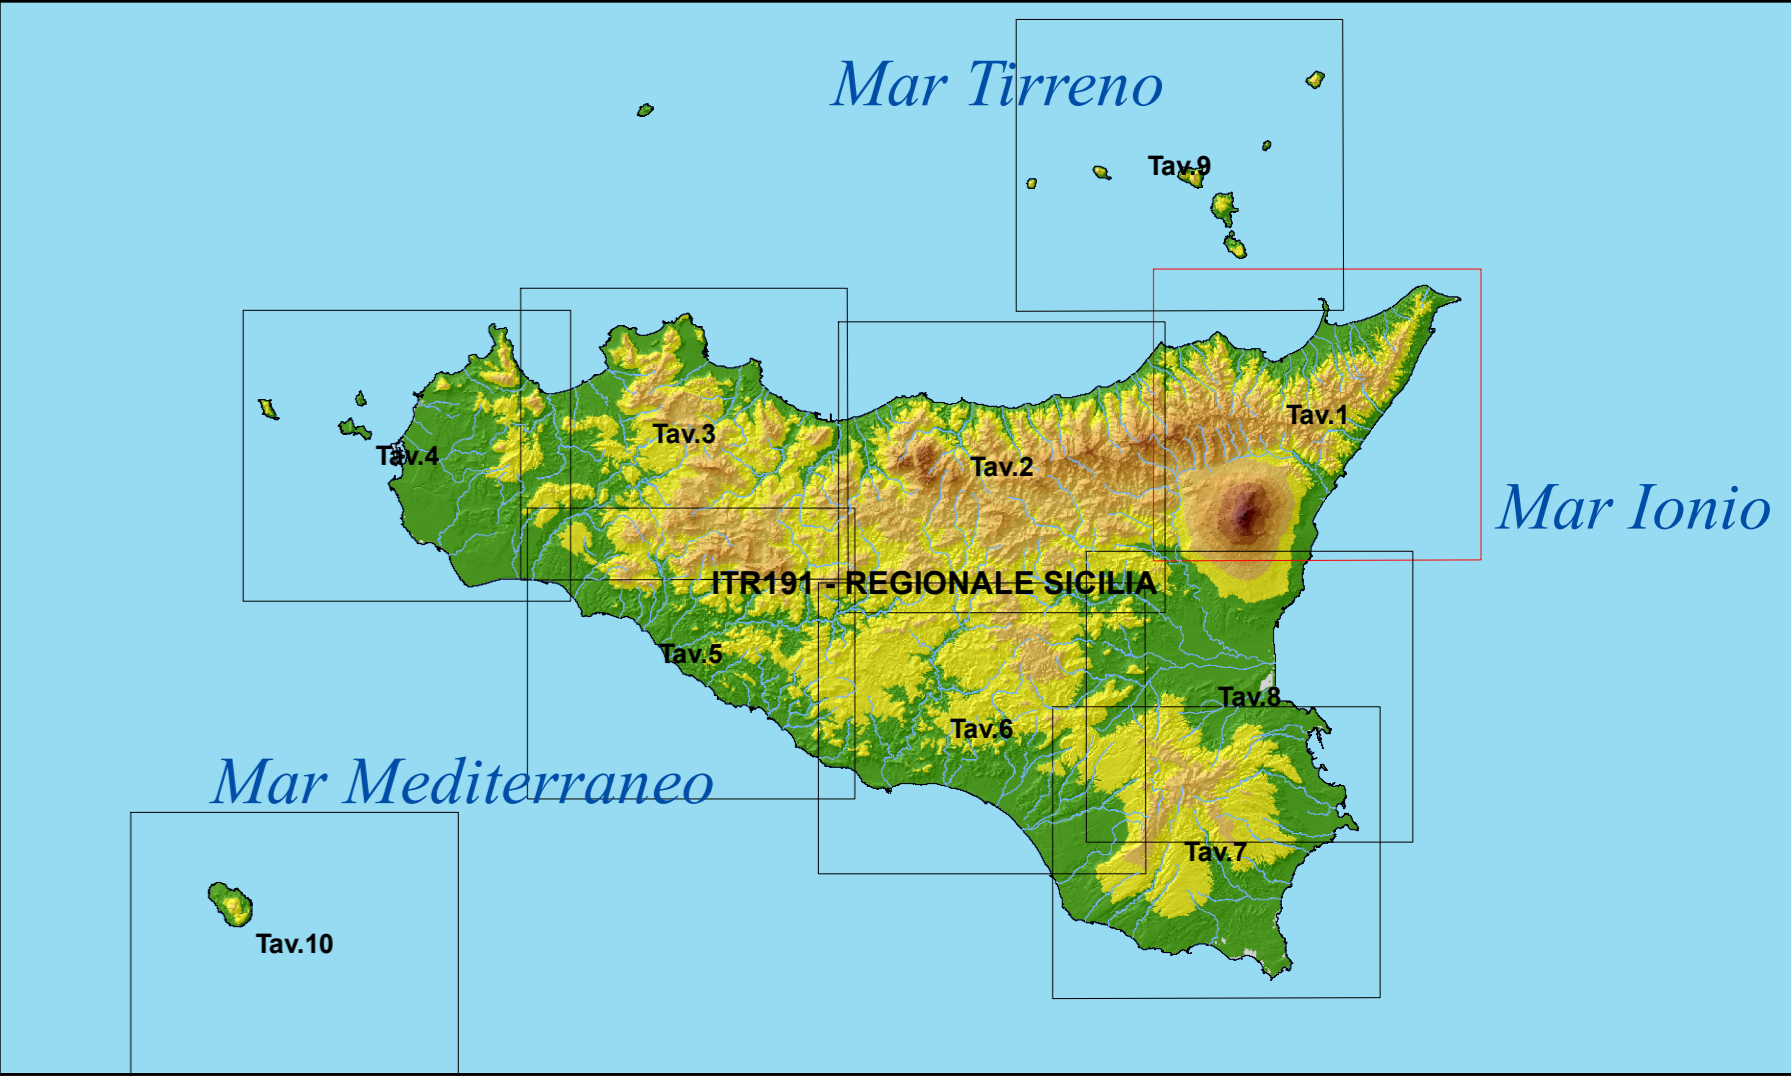 Mar Tirreno
Tav.9
Tav.1
Tav.3
Tav.4
Tav.2
Mar Ionio
ITR191 - REGIONALE SICILIA
Tav.5
Tav.8
Tav.6
Mar Mediterraneo
Tav.7
Tav.10